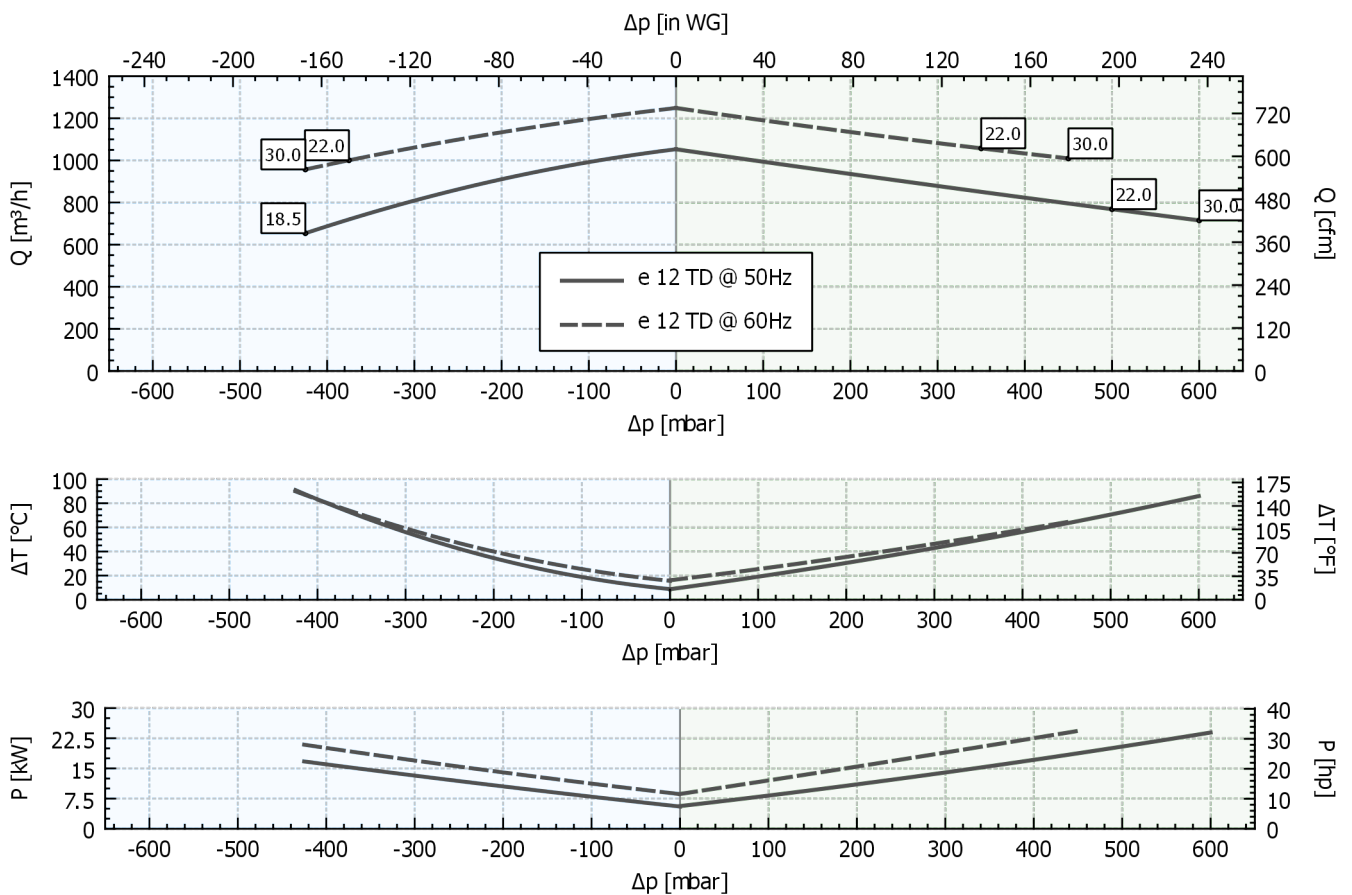 Δp [in WG]
-240 -200 -160 -120 -80 -40 0 40 80 120 160 200 240
1400
1200
1000
800
600
400
200
0
Q [m³/h]
30.0
22.0
18.5
22.0
30.0
22.0
30.0
e 12 TD @ 50Hz
e 12 TD @ 60Hz
720
600
480
360
240
120
0
Q [cfm]
-600 -500 -400 -300 -200 -100 0 100 200 300 400 500 600
Δp [mbar]
100
80
60
40
20
0
ΔT [°C]
175
140
105
70
35
0
ΔT [°F]
-600 -500 -400 -300 -200 -100 0 100 200 300 400 500 600
Δp [mbar]
30
22.5
15
7.5
0
P [kW]
40
30
20
10
0
P [hp]
-600 -500 -400 -300 -200 -100 0 100 200 300 400 500 600
Δp [mbar]